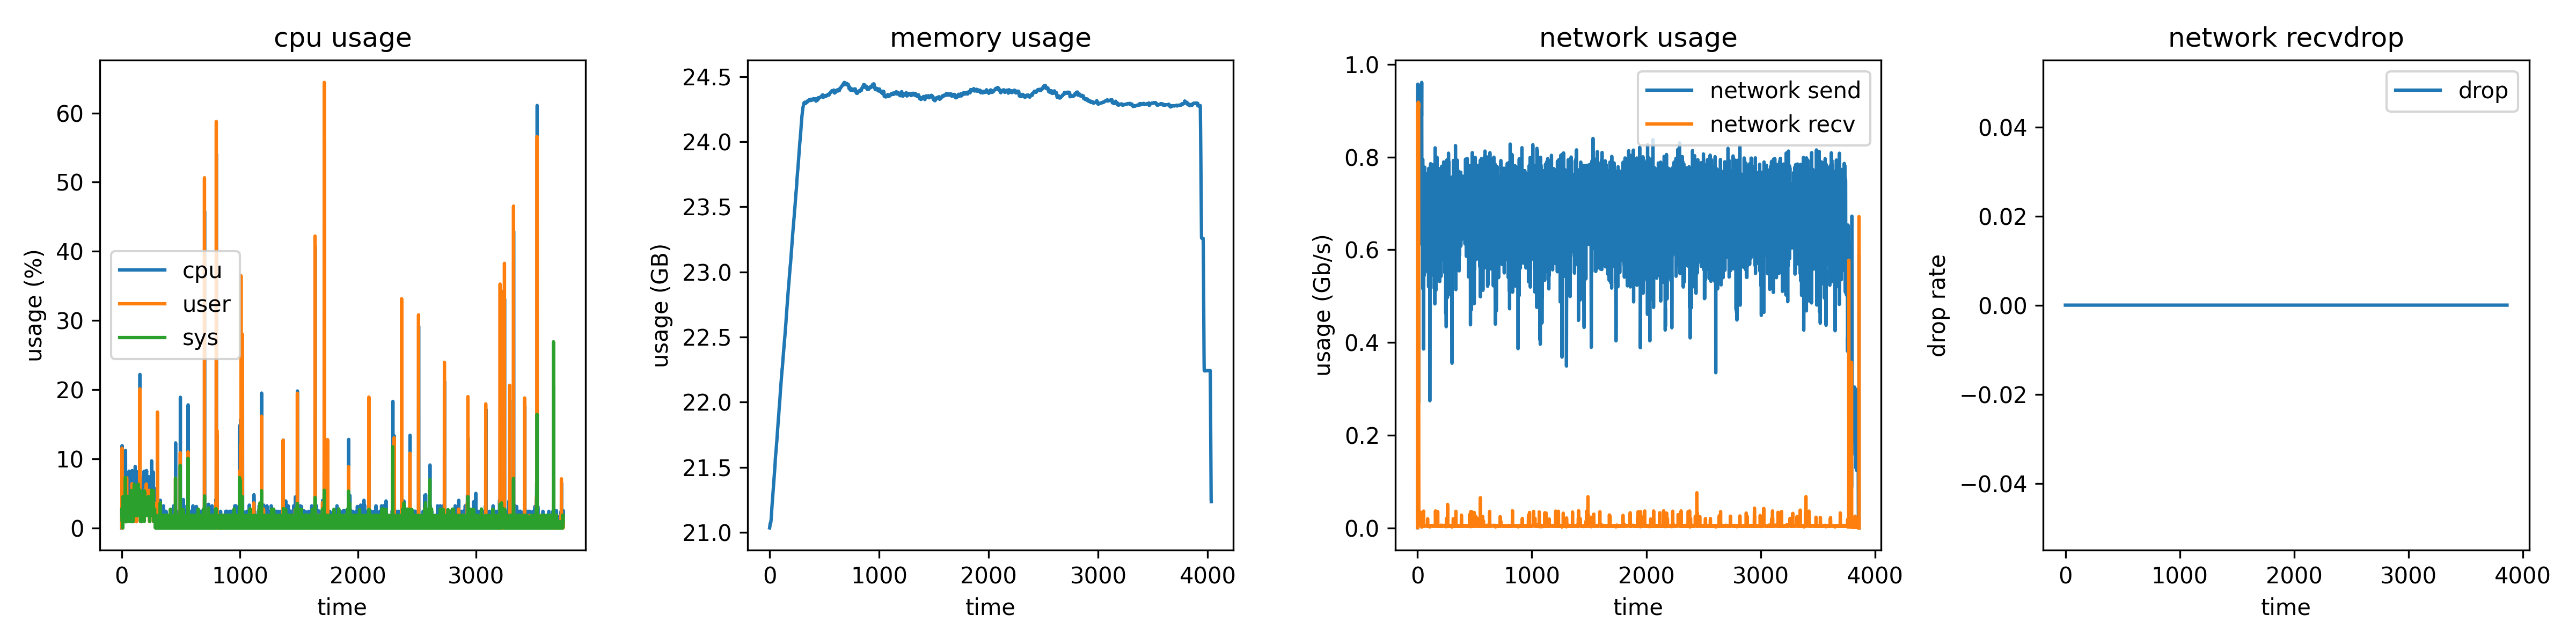 cpu usage
usage (%)
60
50
40
30
20
10
0
cpu
user
sys
0 1000 2000 3000
time
memory usage
usage (GB)
24.5
24.0
23.5
23.0
22.5
22.0
21.5
21.0
0 1000 2000 3000 4000
time
network usage
usage (Gb/s)
1.0
0.8
0.6
0.4
0.2
0.0
network send
network recv
0 1000 2000 3000 4000
time
network recvdrop
drop rate
0.04
0.02
0.00
−0.02
−0.04
drop
0 1000 2000 3000 4000
time